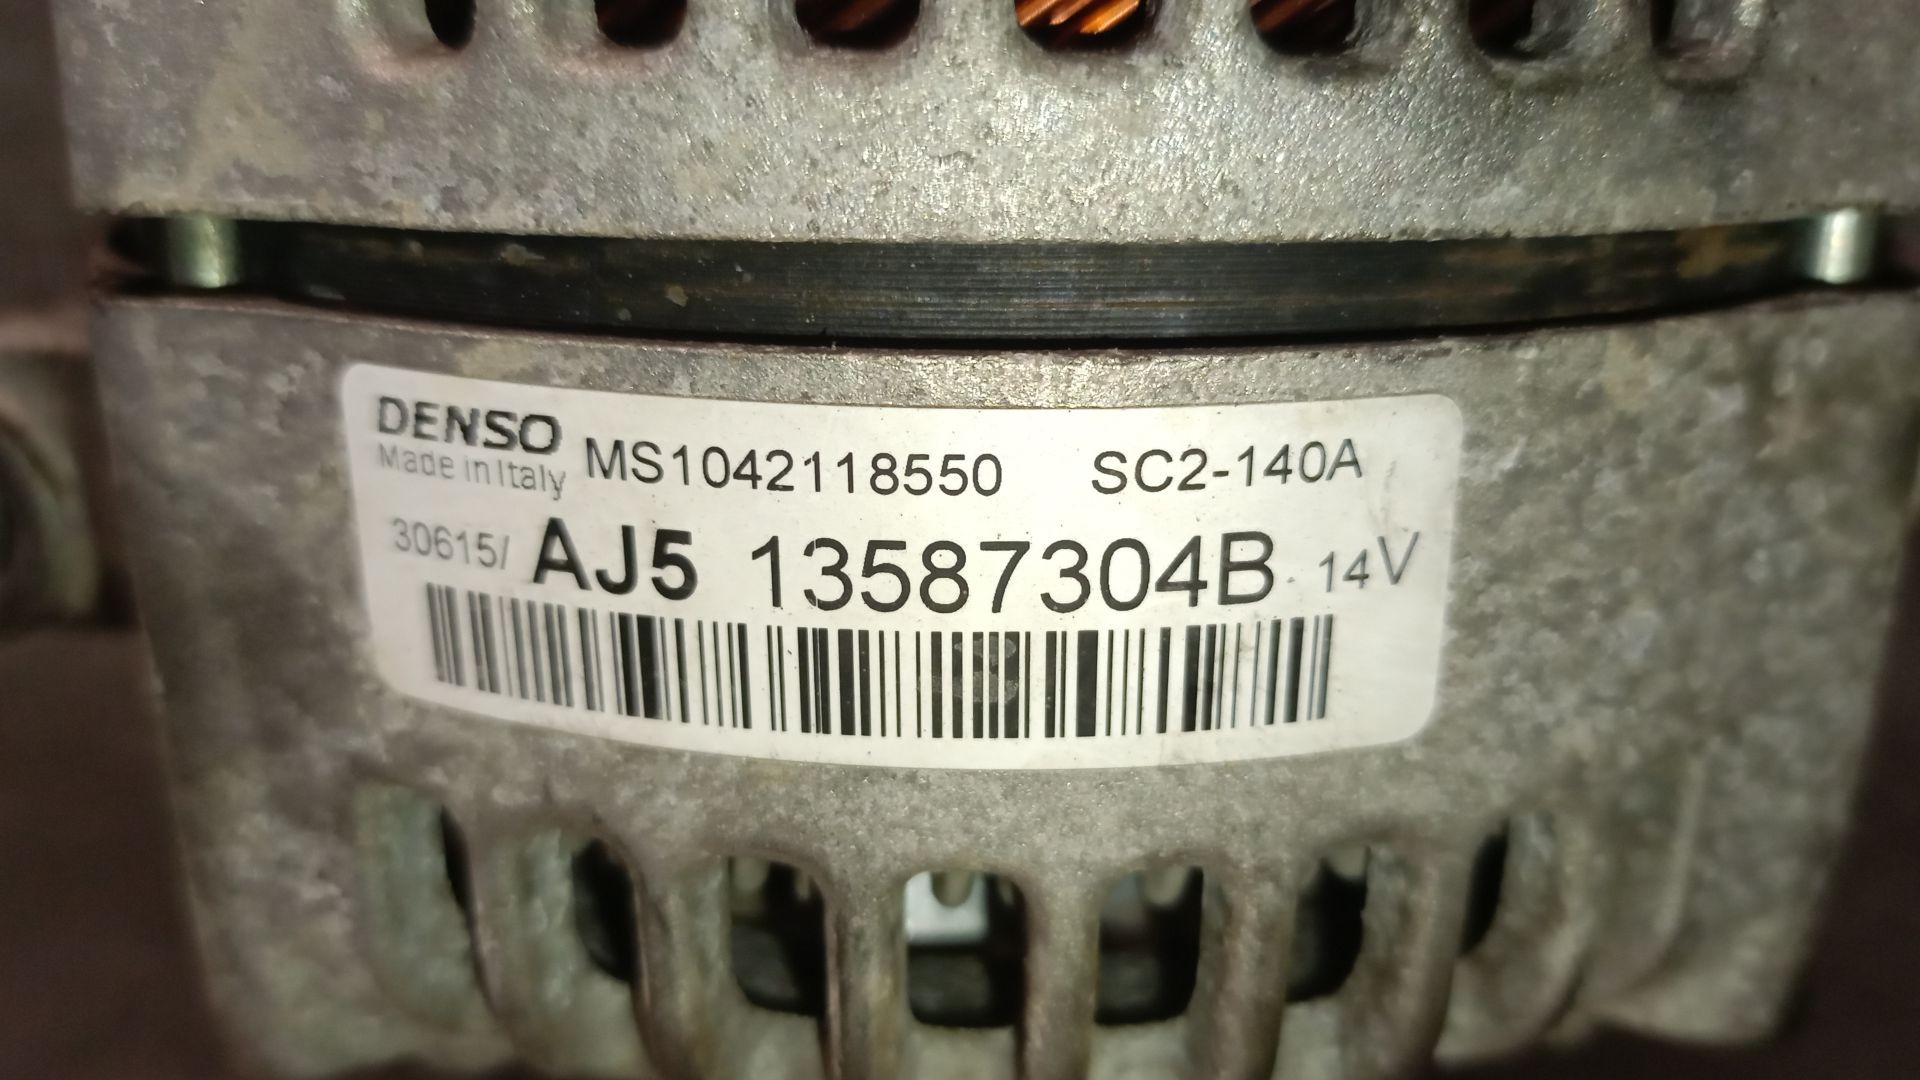 DENSO MS1042118550 SC2-140A
Made in Italy
30615/ AJ5 13587304B 14V